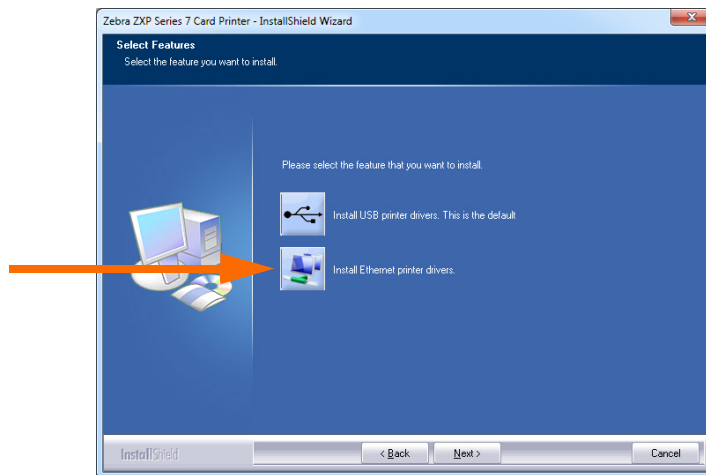 Zebra ZXP Series 7 Card Printer - InstallShield Wizard
Select Features
Select the feature you want to install.
Please select the feature that you want to install.
Install USB printer drivers. This is the default
Install Ethernet printer drivers.
InstallShield
< Back
Next >
Cancel